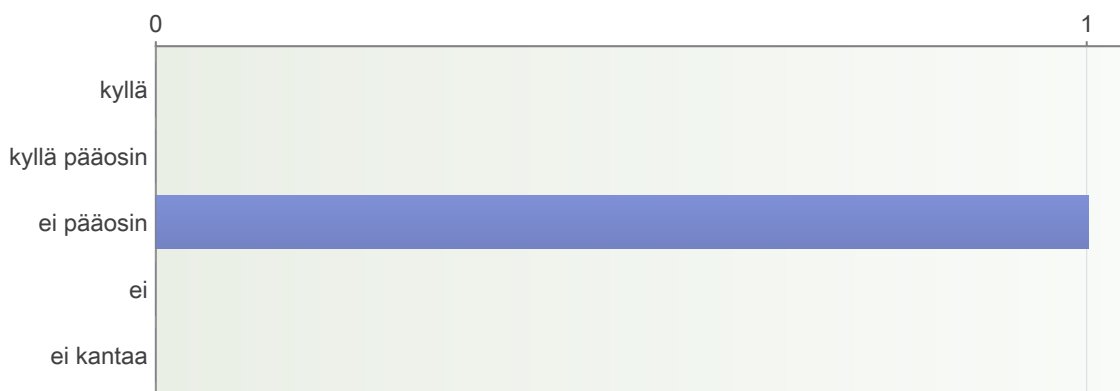 0 1
kyllä
kyllä pääosin
ei pääosin
ei
ei kantaa